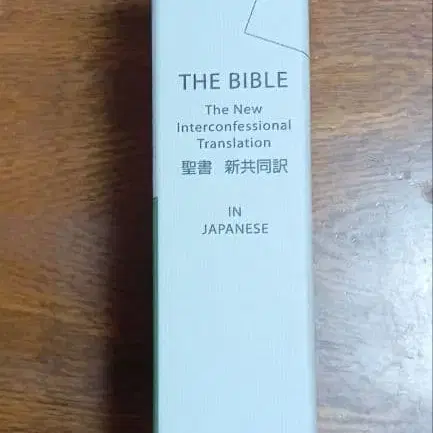 THE BIBLE
The New
Interconfessional
Translation
聖書 新共同訳
IN
JAPANESE